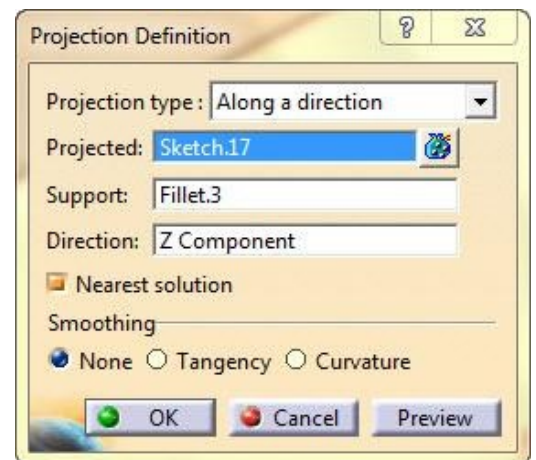 Projection Definition ?
Projection type : Along a direction
Projected: Sketch.17
Support: Fillet.3
Direction: Z Component
Nearest solution
Smoothing
None Tangency Curvature
OK Cancel Preview